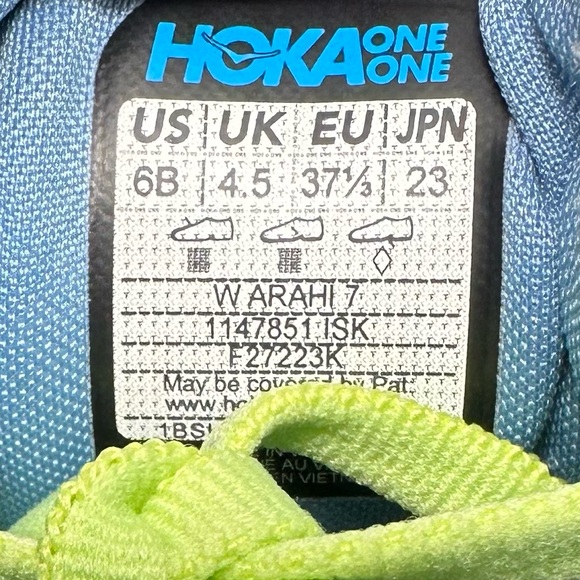 HOKA ONE ONE
US UK EU JPN
6B 4.5 37⅓ 23
W ARAHI 7
1147851 ISK
F27223K
May be covered by Pat:
www.ho
1BS